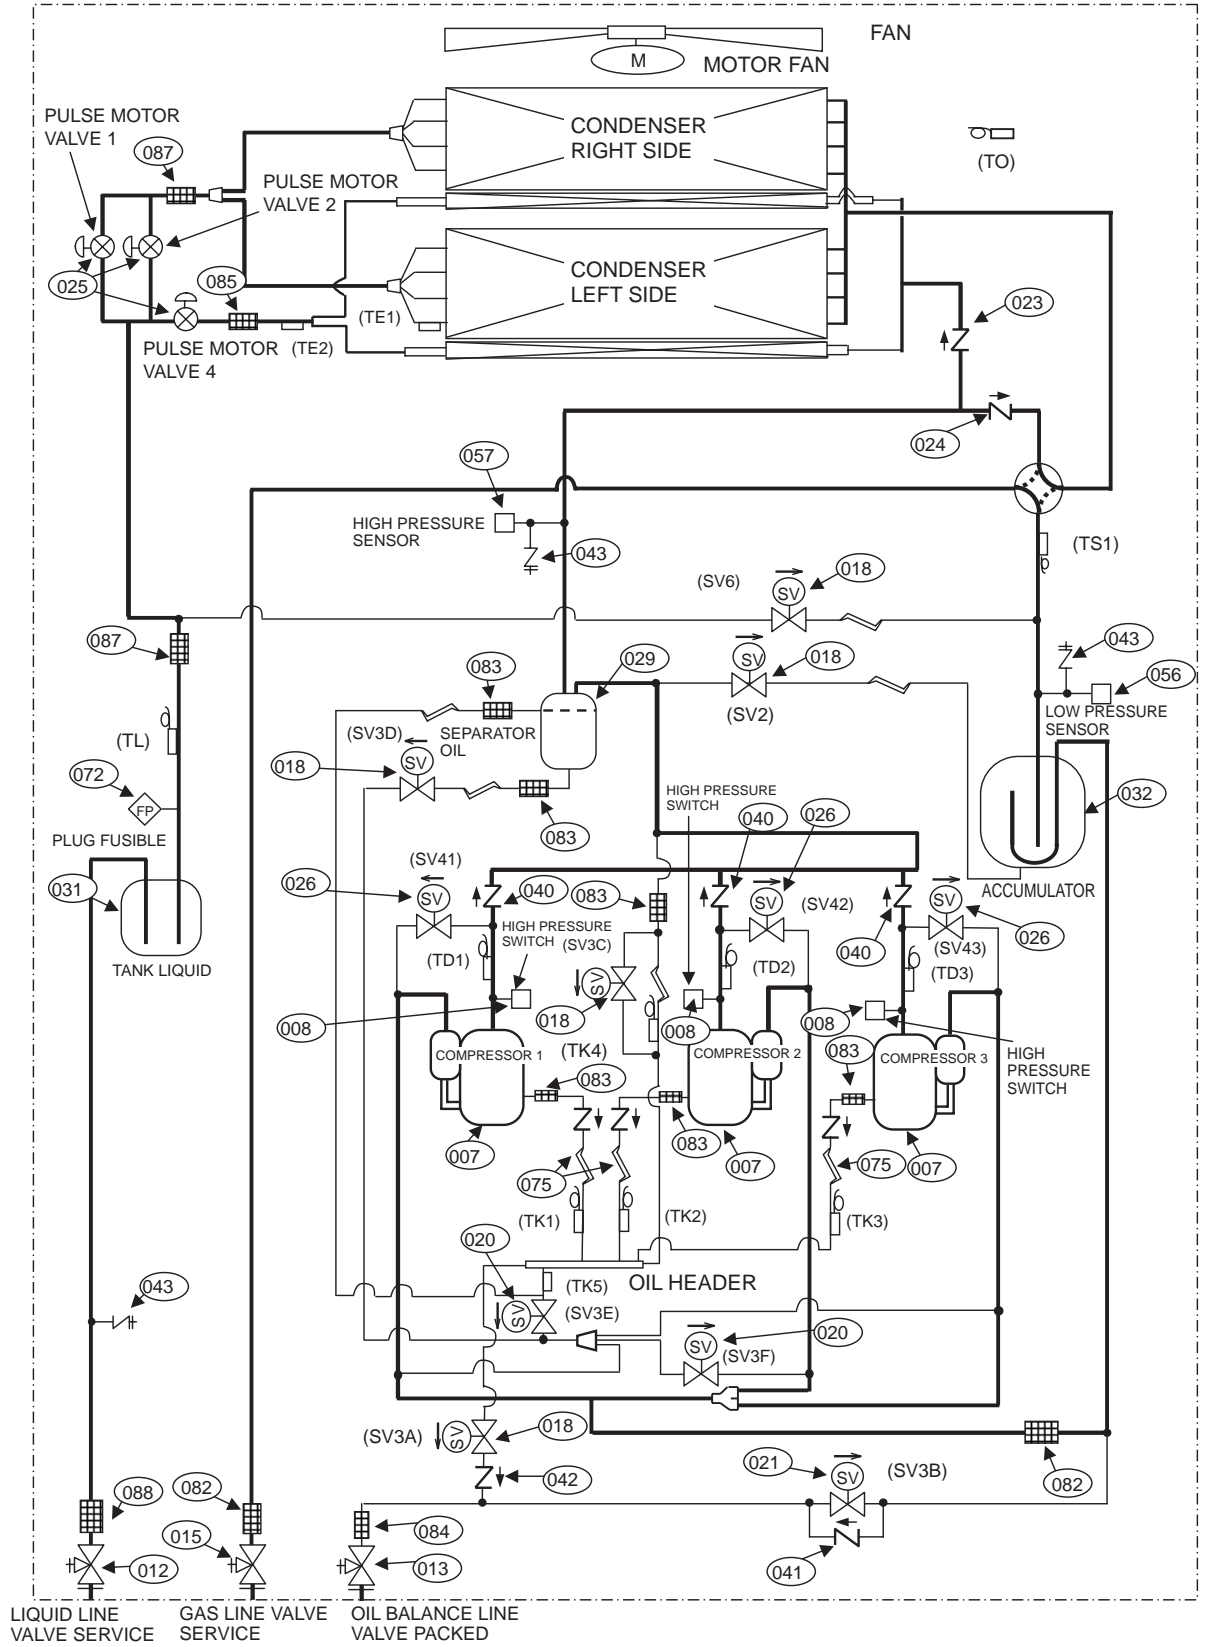 FAN
M
MOTOR FAN
PULSE MOTOR
VALVE 1
087
CONDENSER
RIGHT SIDE
(TO)
PULSE MOTOR
VALVE 2
025
085
CONDENSER
LEFT SIDE
023
(TE1)
(TE2)
PULSE MOTOR
VALVE 4
024
057
HIGH PRESSURE
SENSOR
043
(TS1)
(SV6)
SV
018
087
043
083
029
SV
018
056
(SV2)
LOW PRESSURE
SENSOR
(TL)
(SV3D)
SEPARATOR
OIL
018
SV
072
FP
HIGH PRESSURE
SWITCH
032
PLUG FUSIBLE
083
040
026
031
(SV41)
026
SV
040
083
SV
(SV42)
SV
ACCUMULATOR
026
TANK LIQUID
HIGH PRESSURE
SWITCH
(SV3C)
040
(SV43)
(TD1)
(TD2)
(TD3)
SV
008
018
008
008
COMPRESSOR 1
(TK4)
COMPRESSOR 2
083
COMPRESSOR 3
HIGH
PRESSURE
SWITCH
083
083
007
075
007
075
007
(TK1)
(TK2)
(TK3)
020
OIL HEADER
(TK5)
043
SV
(SV3E)
SV
020
(SV3F)
(SV3A)
SV
018
021
SV
(SV3B)
082
042
088
082
084
041
012
015
013
LIQUID LINE
VALVE SERVICE
GAS LINE VALVE
SERVICE
OIL BALANCE LINE
VALVE PACKED